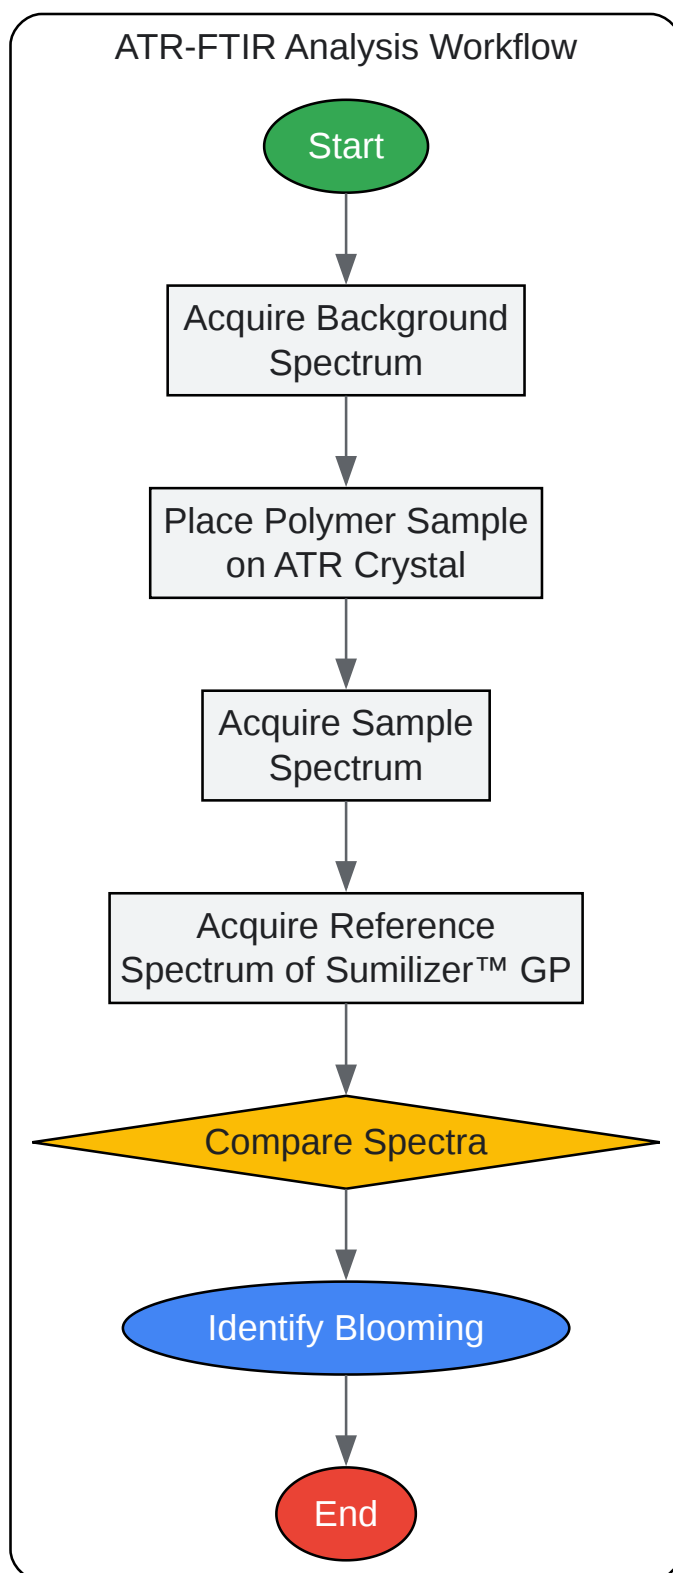 ATR-FTIR Analysis Workflow
Start
Acquire Background
Spectrum
Place Polymer Sample
on ATR Crystal
Acquire Sample
Spectrum
Acquire Reference
Spectrum of Sumilizer™ GP
Compare Spectra
Identify Blooming
End